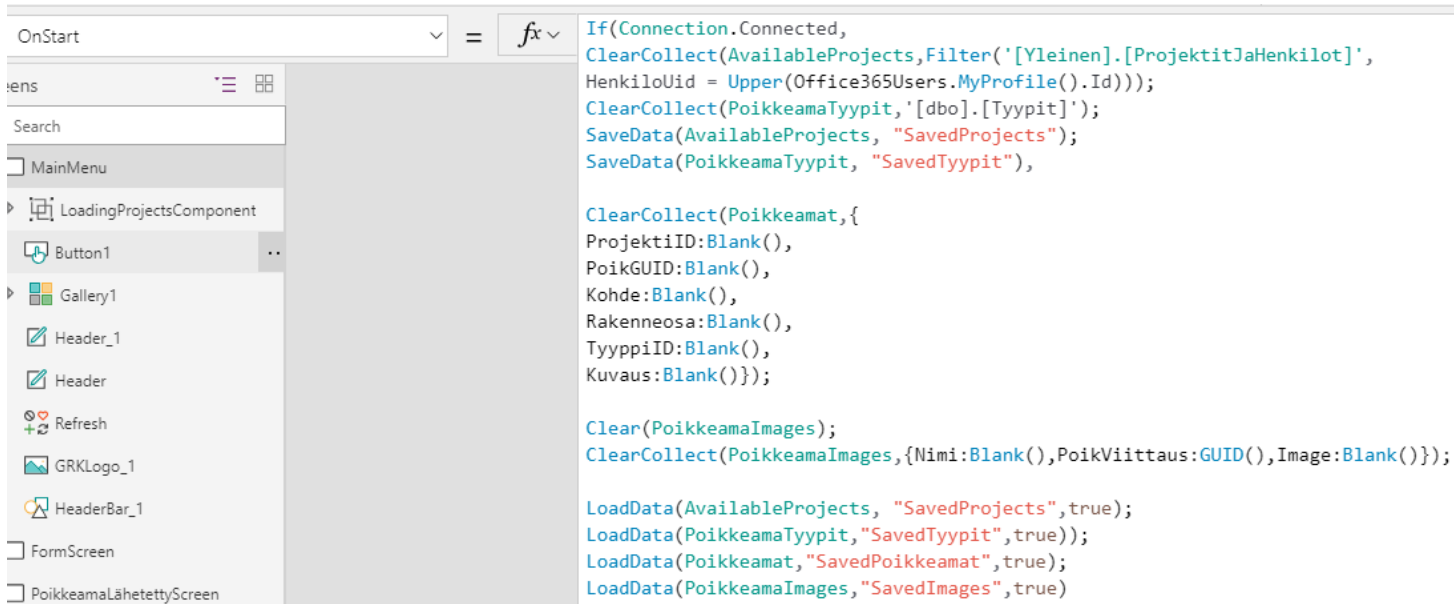 OnStart
=
fx
If(Connection.Connected,
ClearCollect(AvailableProjects,Filter('[Yleinen].[ProjektitJaHenkilot]',
HenkiloUid = Upper(Office365Users.MyProfile().Id)));
ClearCollect(PoikkeamaTyypit,'[dbo].[Tyypit]');
SaveData(AvailableProjects, "SavedProjects");
SaveData(PoikkeamaTyypit, "SavedTyypit"),
ClearCollect(Poikkeamat,{
ProjektiID:Blank(),
PoikGUID:Blank(),
Kohde:Blank(),
Rakenneosa:Blank(),
TyyppiID:Blank(),
Kuvaus:Blank()});
Clear(PoikkeamaImages);
ClearCollect(PoikkeamaImages,{Nimi:Blank(),PoikViittaus:GUID(),Image:Blank()});
LoadData(AvailableProjects, "SavedProjects",true);
LoadData(PoikkeamaTyypit,"SavedTyypit",true));
LoadData(Poikkeamat,"SavedPoikkeamat",true);
LoadData(PoikkeamaImages,"SavedImages",true)
eens
Search
MainMenu
LoadingProjectsComponent
Button1
Gallery1
Header_1
Header
Refresh
GRKLogo_1
HeaderBar_1
FormScreen
PoikkeamaLähetettyScreen